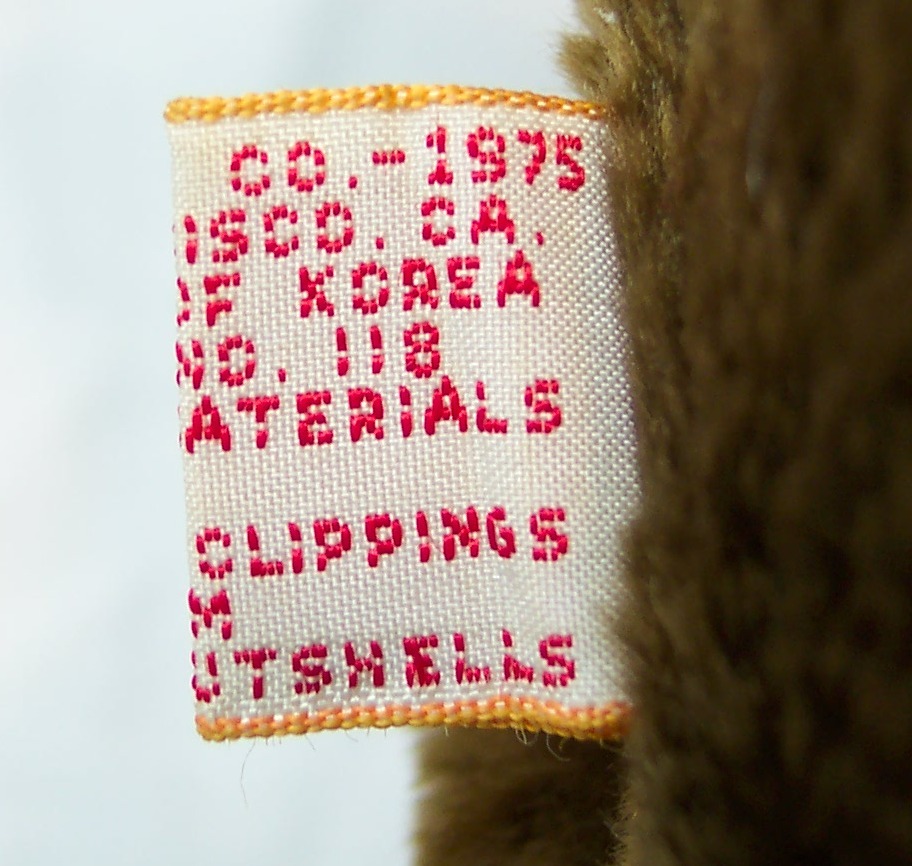 CO.-1975
ISCO. CA.
OF KOREA
NO. 118
ATERIALS
CLIPPINGS
M
UTSHELLS